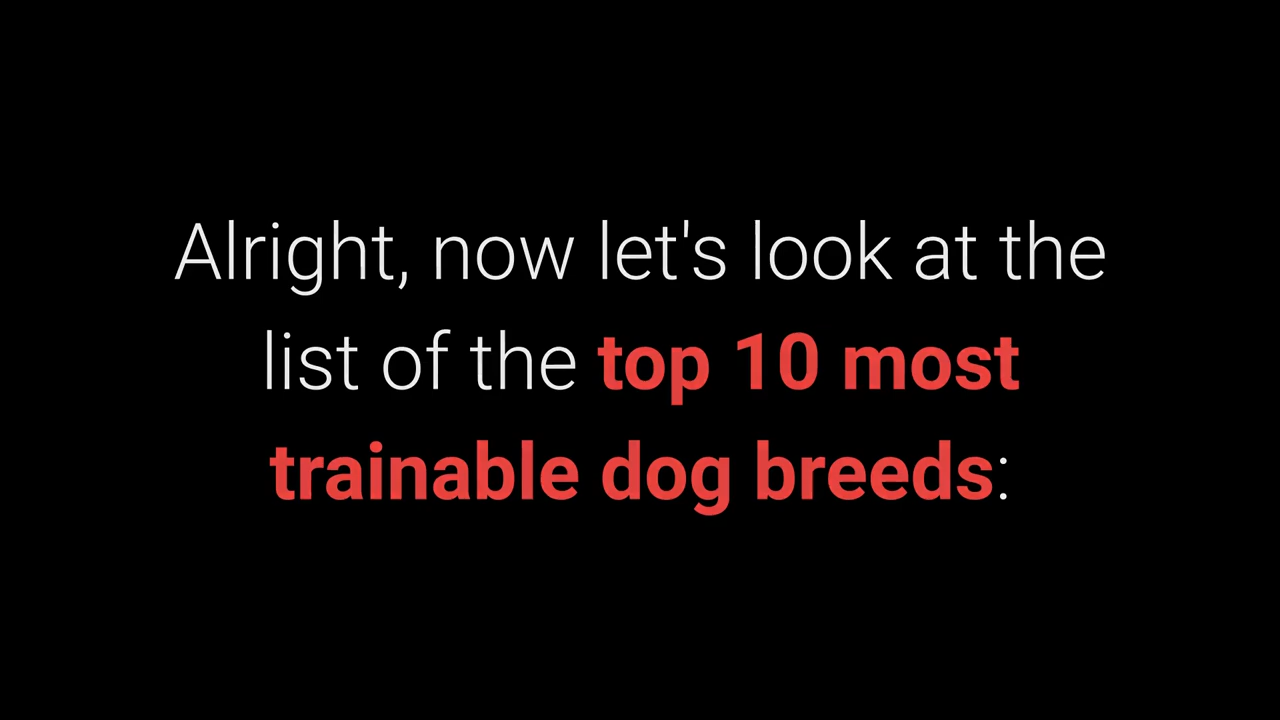 Alright, now let's look at the
list of the top 10 most
trainable dog breeds: